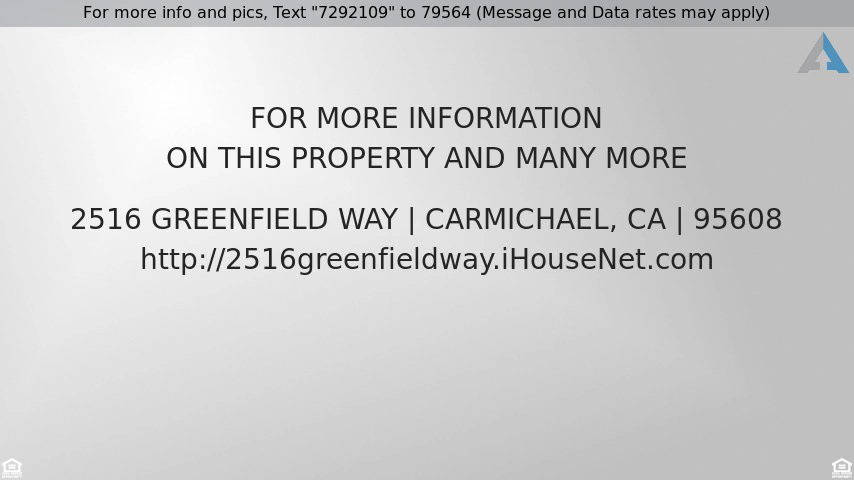 For more info and pics, Text "7292109" to 79564 (Message and Data rates may apply)
FOR MORE INFORMATION
ON THIS PROPERTY AND MANY MORE
2516 GREENFIELD WAY | CARMICHAEL, CA | 95608
http://2516greenfieldway.iHouseNet.com